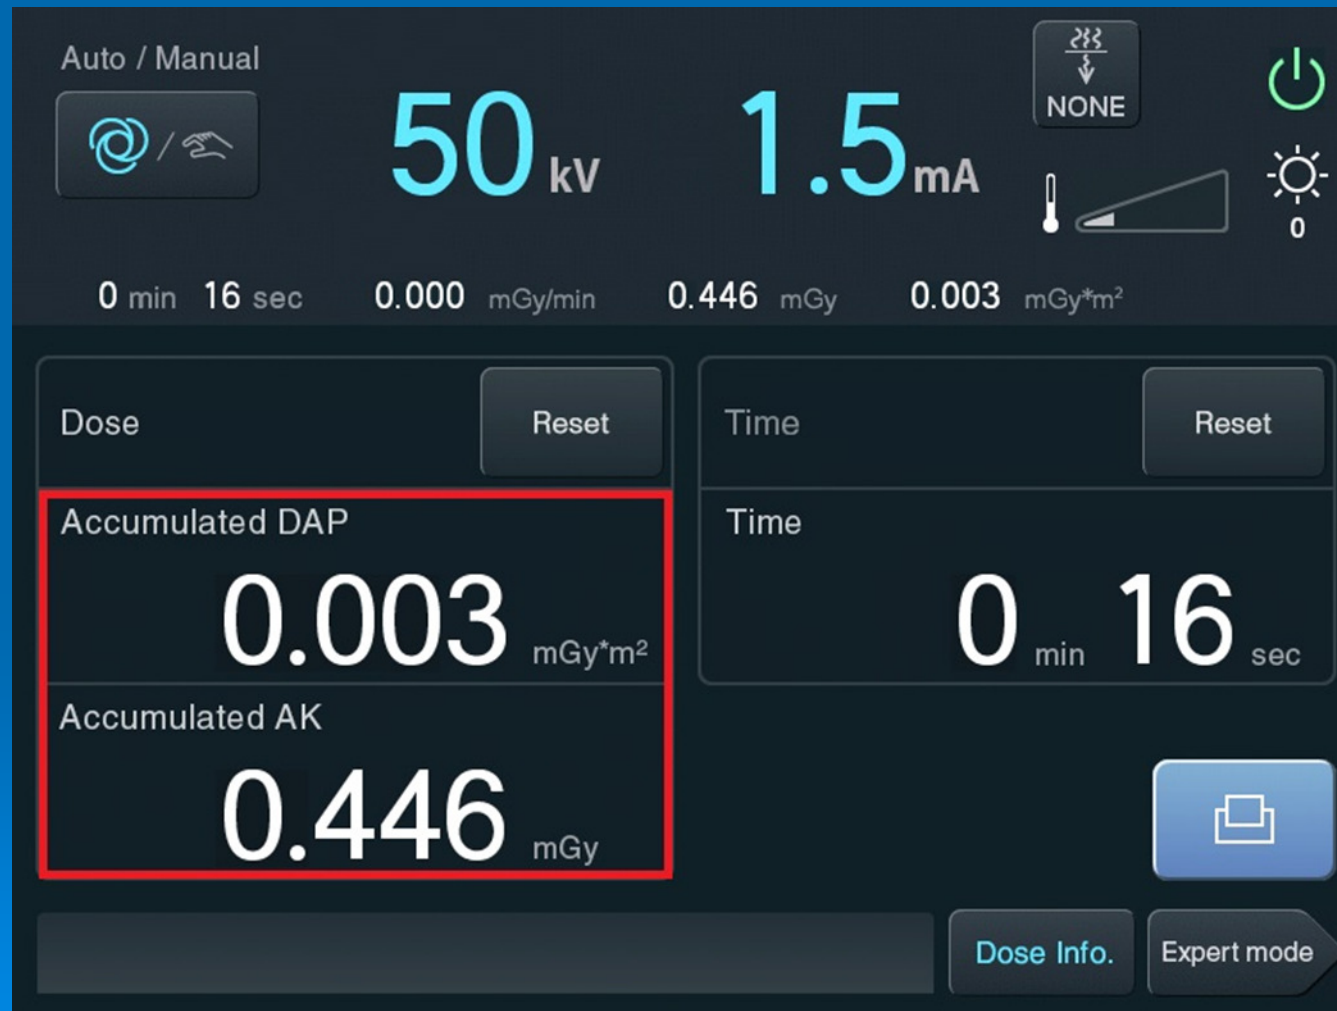 Auto / Manual
NONE
50 kV 1.5 mA
0
0 min 16 sec 0.000 mGy/min 0.446 mGy 0.003 mGy*m²
Dose Reset
Time Reset
Accumulated DAP
0.003 mGy*m²
Time
0 min 16 sec
Accumulated AK
0.446 mGy
Dose Info. Expert mode